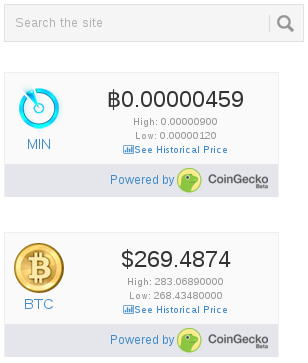 Search the site
฿0.00000459
High: 0.00000900
Low: 0.00000120
See Historical Price
MIN
Powered by CoinGecko
Beta
$269.4874
High: 283.06890000
Low: 268.43480000
See Historical Price
BTC
Powered by CoinGecko
Beta